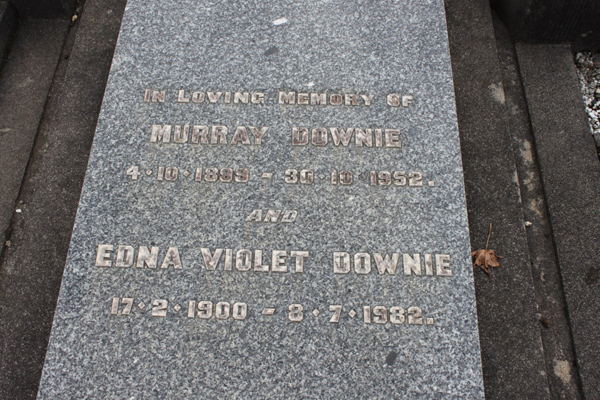 IN LOVING MEMORY OF
MURRAY DOWNIE
4·10·1899 - 30·10·1952.
AND
EDNA VIOLET DOWNIE
17·2·1900 - 8·7·1982.